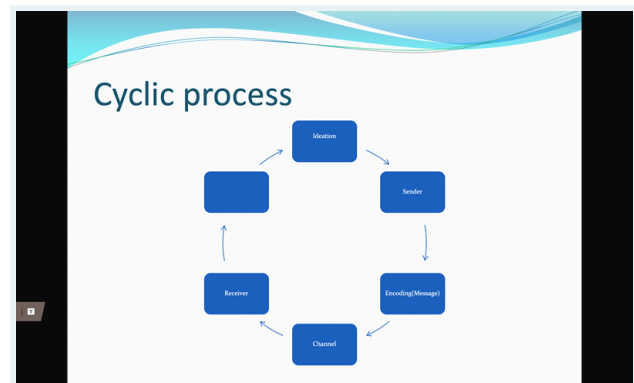 Cyclic process
Ideation
Sender
Encoding(Message)
Channel
Receiver
T